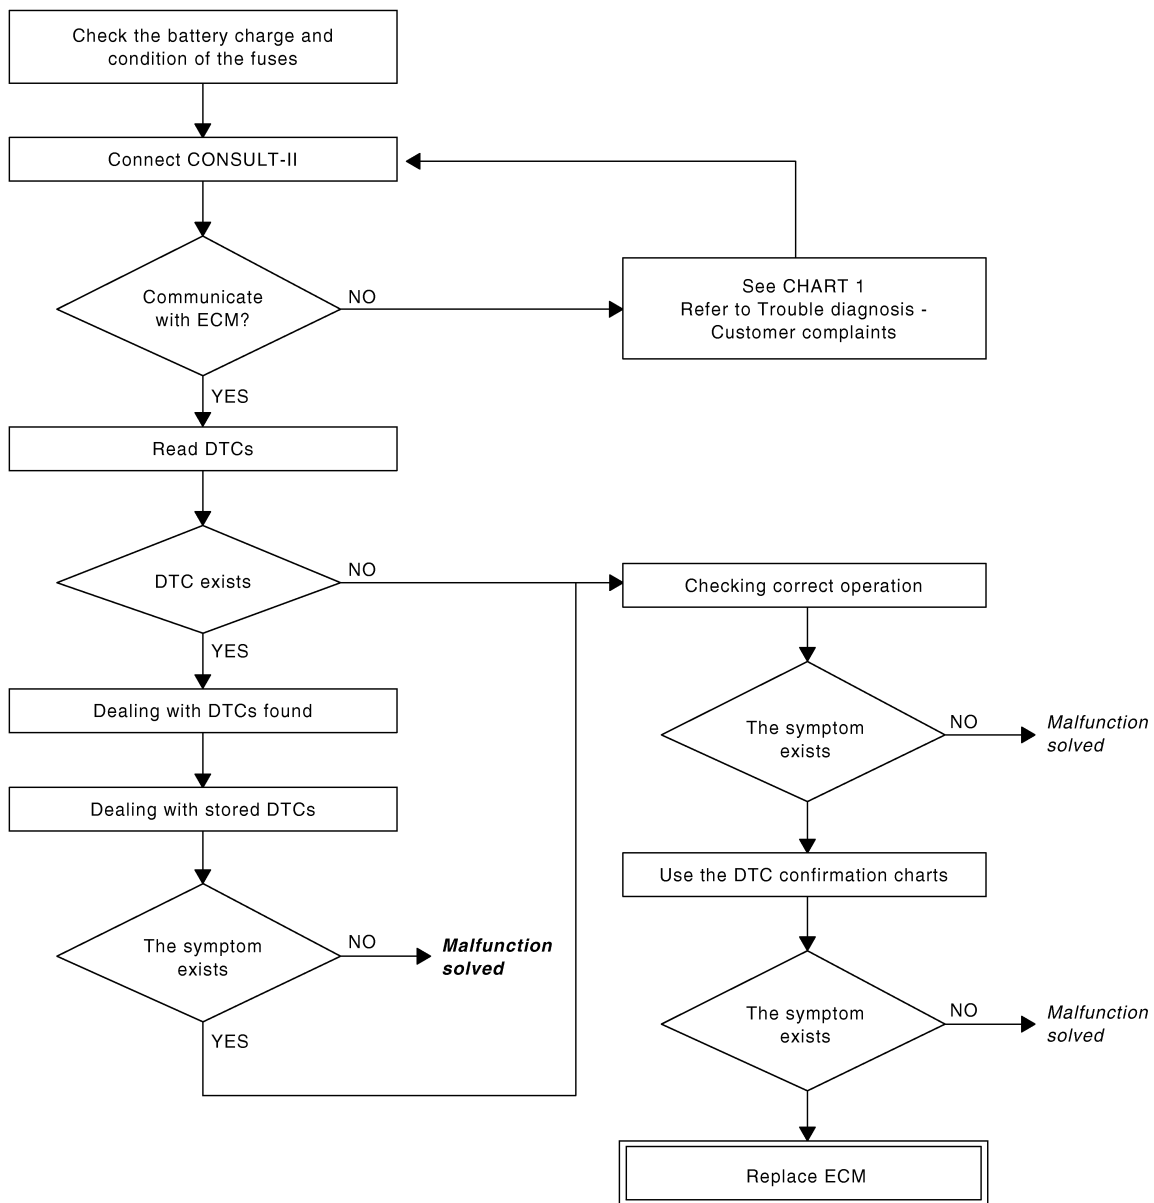 Check the battery charge and
condition of the fuses
Connect CONSULT-II
Communicate
with ECM?
NO
See CHART 1
Refer to Trouble diagnosis -
Customer complaints
YES
Read DTCs
DTC exists
NO
Checking correct operation
YES
Dealing with DTCs found
The symptom
exists
NO
Malfunction
solved
Dealing with stored DTCs
Use the DTC confirmation charts
The symptom
exists
NO
Malfunction
solved
YES
The symptom
exists
NO
Malfunction
solved
Replace ECM